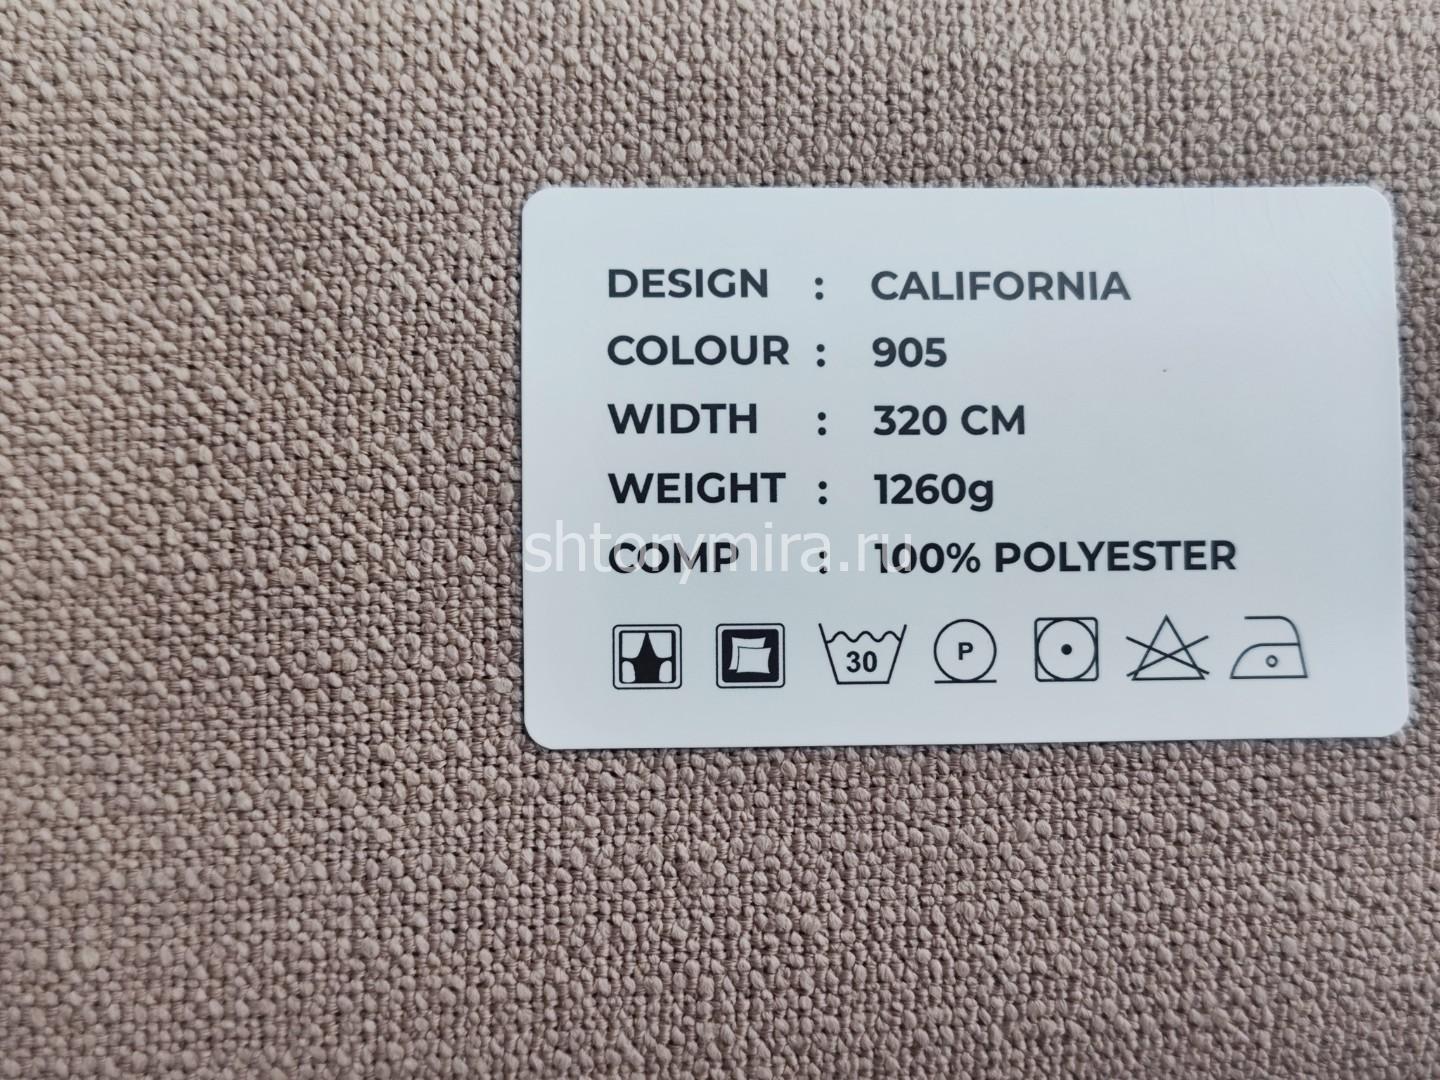 DESIGN : CALIFORNIA
COLOUR : 905
WIDTH : 320 CM
WEIGHT : 1260g
shtorymira.ru
COMP : 100% POLYESTER
30 P